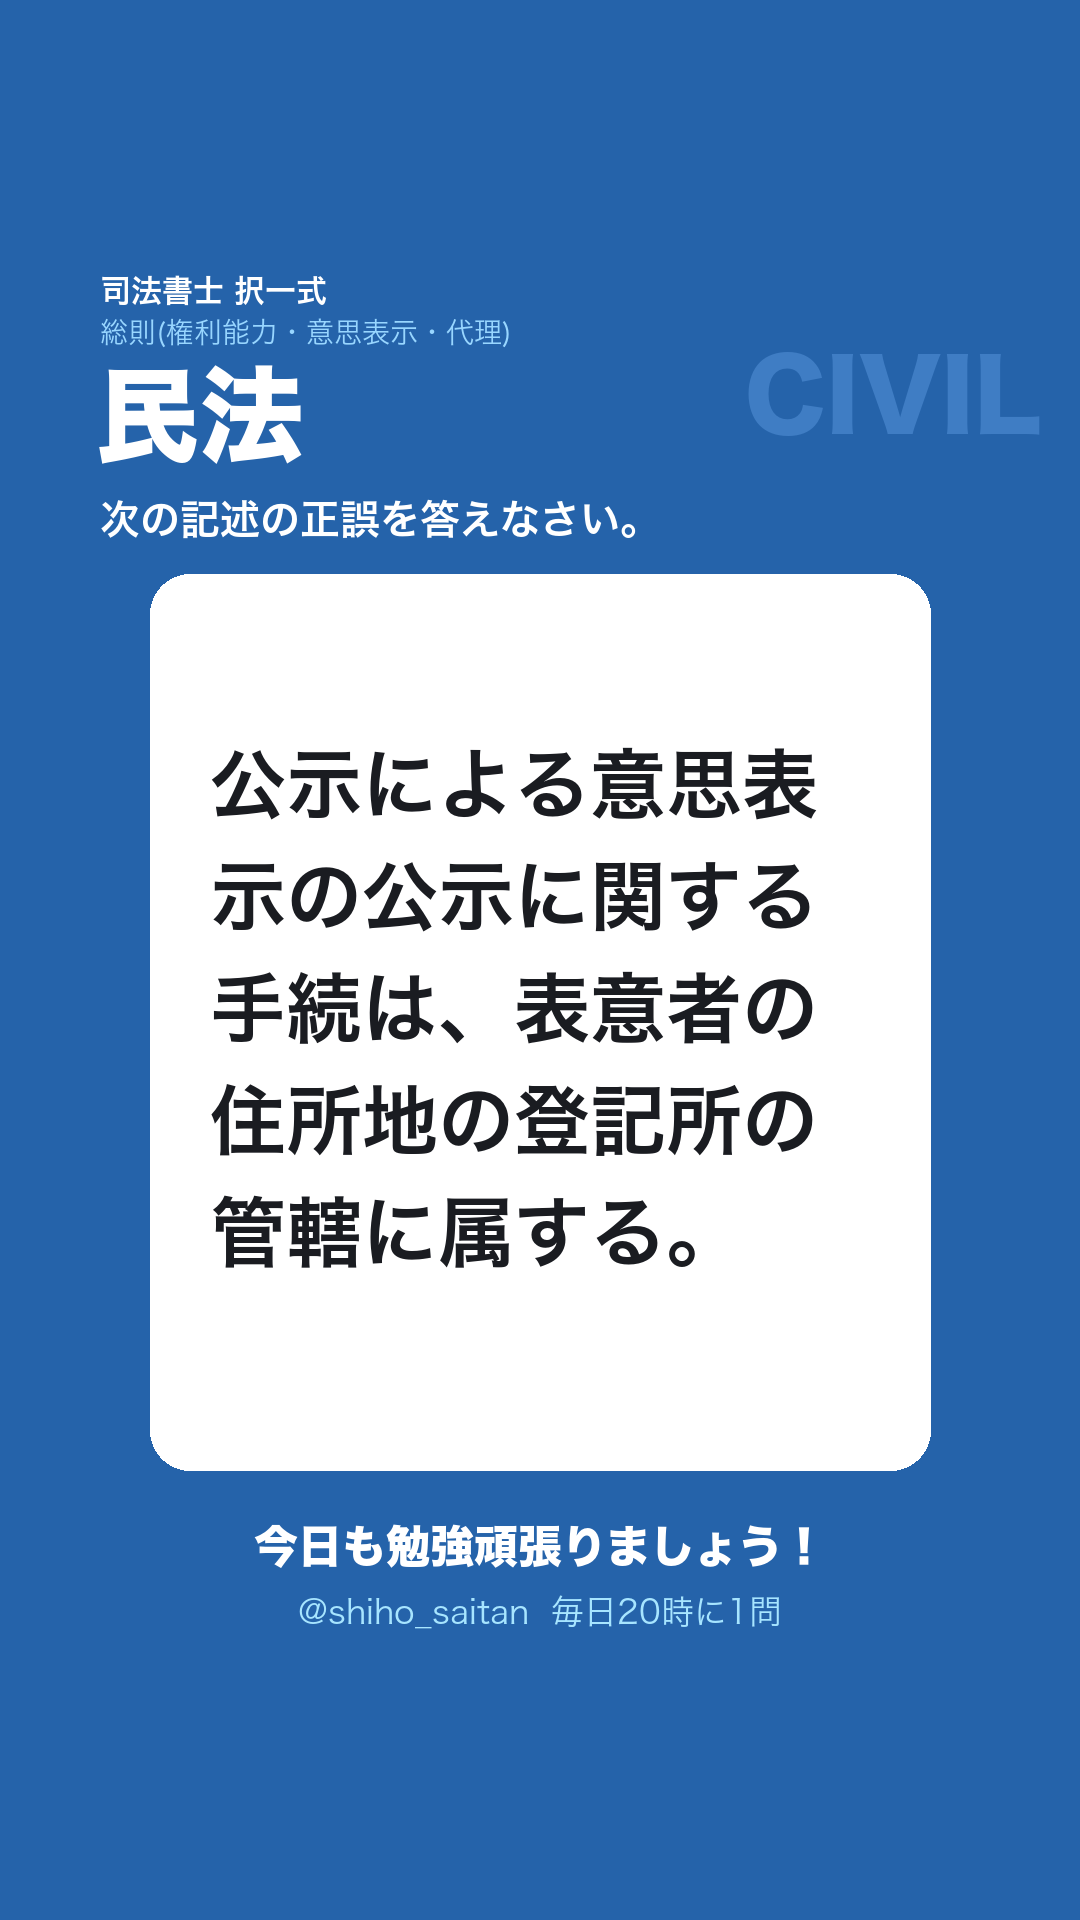 司法書士 択一式
総則(権利能力・意思表示・代理)
民法
CIVIL
次の記述の正誤を答えなさい。
公示による意思表
示の公示に関する
手続は、表意者の
住所地の登記所の
管轄に属する。
今日も勉強頑張りましょう！
@shiho_saitan 毎日20時に1問